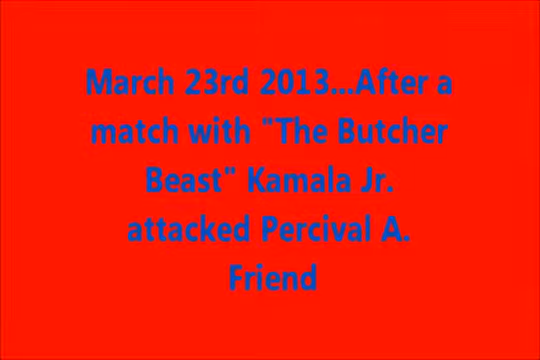 March 23rd 2013...After a
match with "The Butcher
Beast" Kamala Jr.
attacked Percival A.
Friend